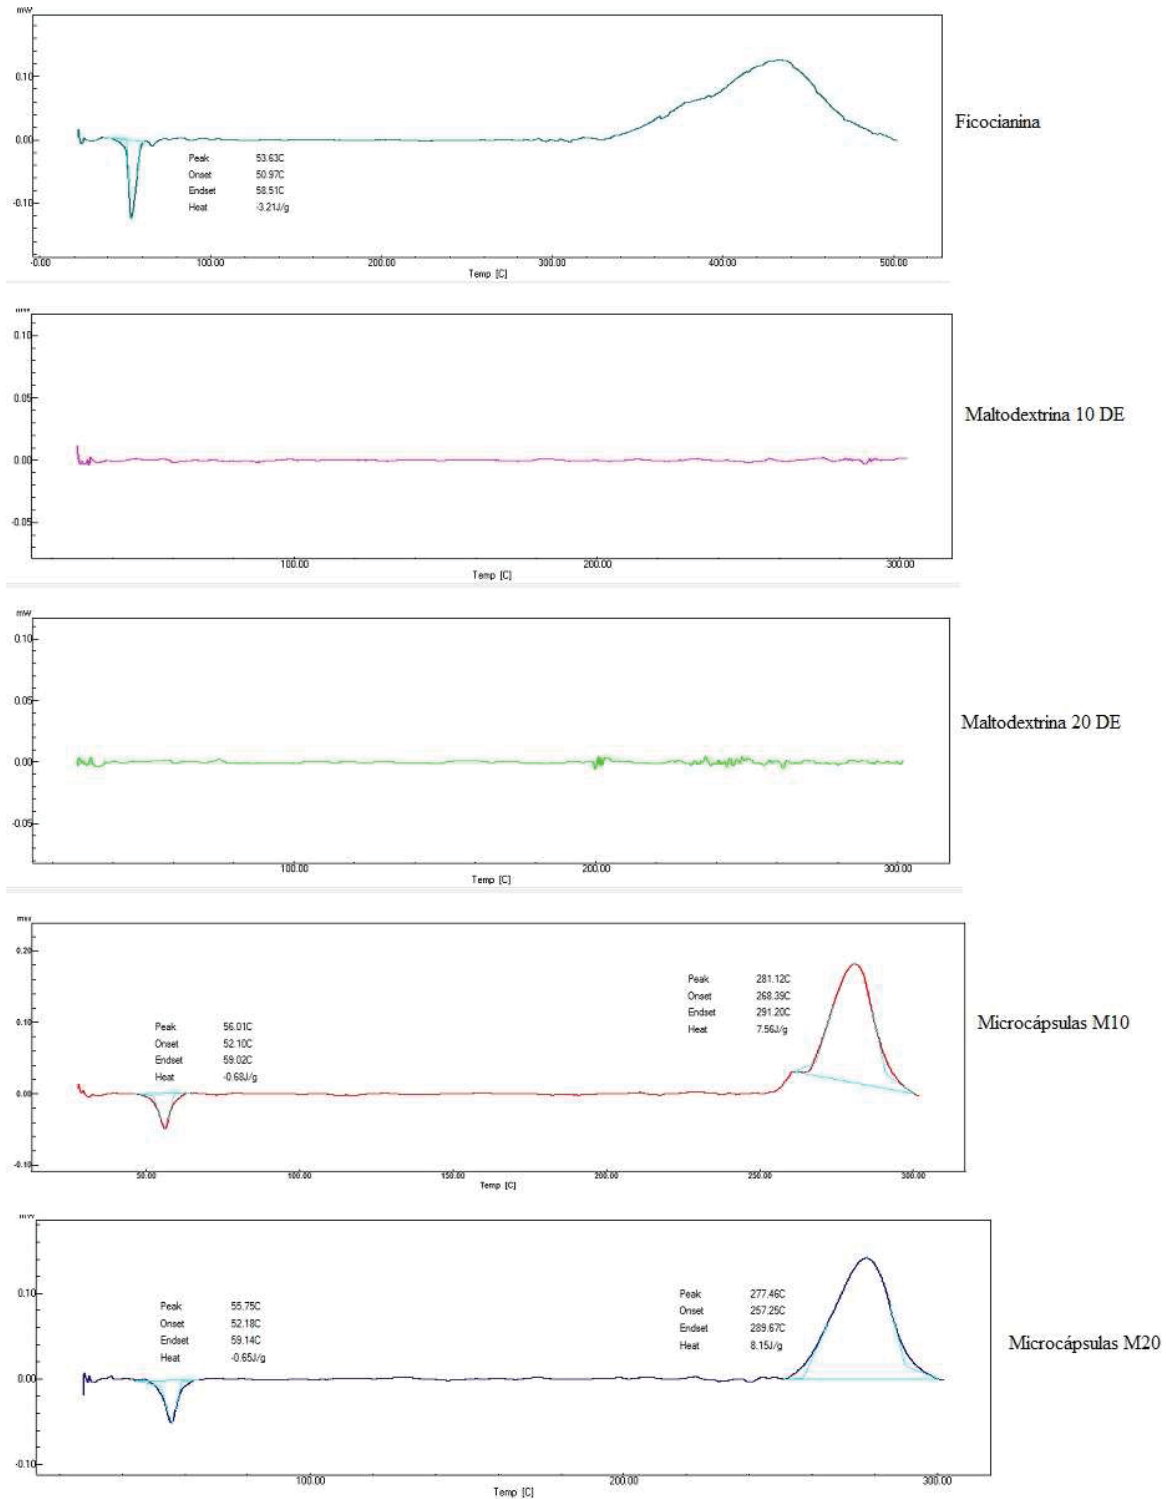 mW
0.10
0.00
-0.10
Peak 53.63C
Onset 50.97C
Endset 58.51C
Heat -3.21J/g
-0.00 100.00 200.00 300.00 400.00 500.00
Temp [C]
Ficocianina
mW
0.10
0.05
0.00
-0.05
100.00 200.00 300.00
Temp [C]
Maltodextrina 10 DE
mW
0.10
0.05
0.00
-0.05
100.00 200.00 300.00
Temp [C]
Maltodextrina 20 DE
mW
0.20
0.10
0.00
-0.10
Peak 56.01C
Onset 52.10C
Endset 59.02C
Heat -0.68J/g
Peak 281.12C
Onset 268.39C
Endset 291.20C
Heat 7.56J/g
50.00 100.00 150.00 200.00 250.00 300.00
Temp [C]
Microcápsulas M10
mW
0.10
0.00
-0.10
Peak 55.75C
Onset 52.18C
Endset 59.14C
Heat -0.65J/g
Peak 277.46C
Onset 257.25C
Endset 289.67C
Heat 8.15J/g
100.00 200.00 300.00
Temp [C]
Microcápsulas M20